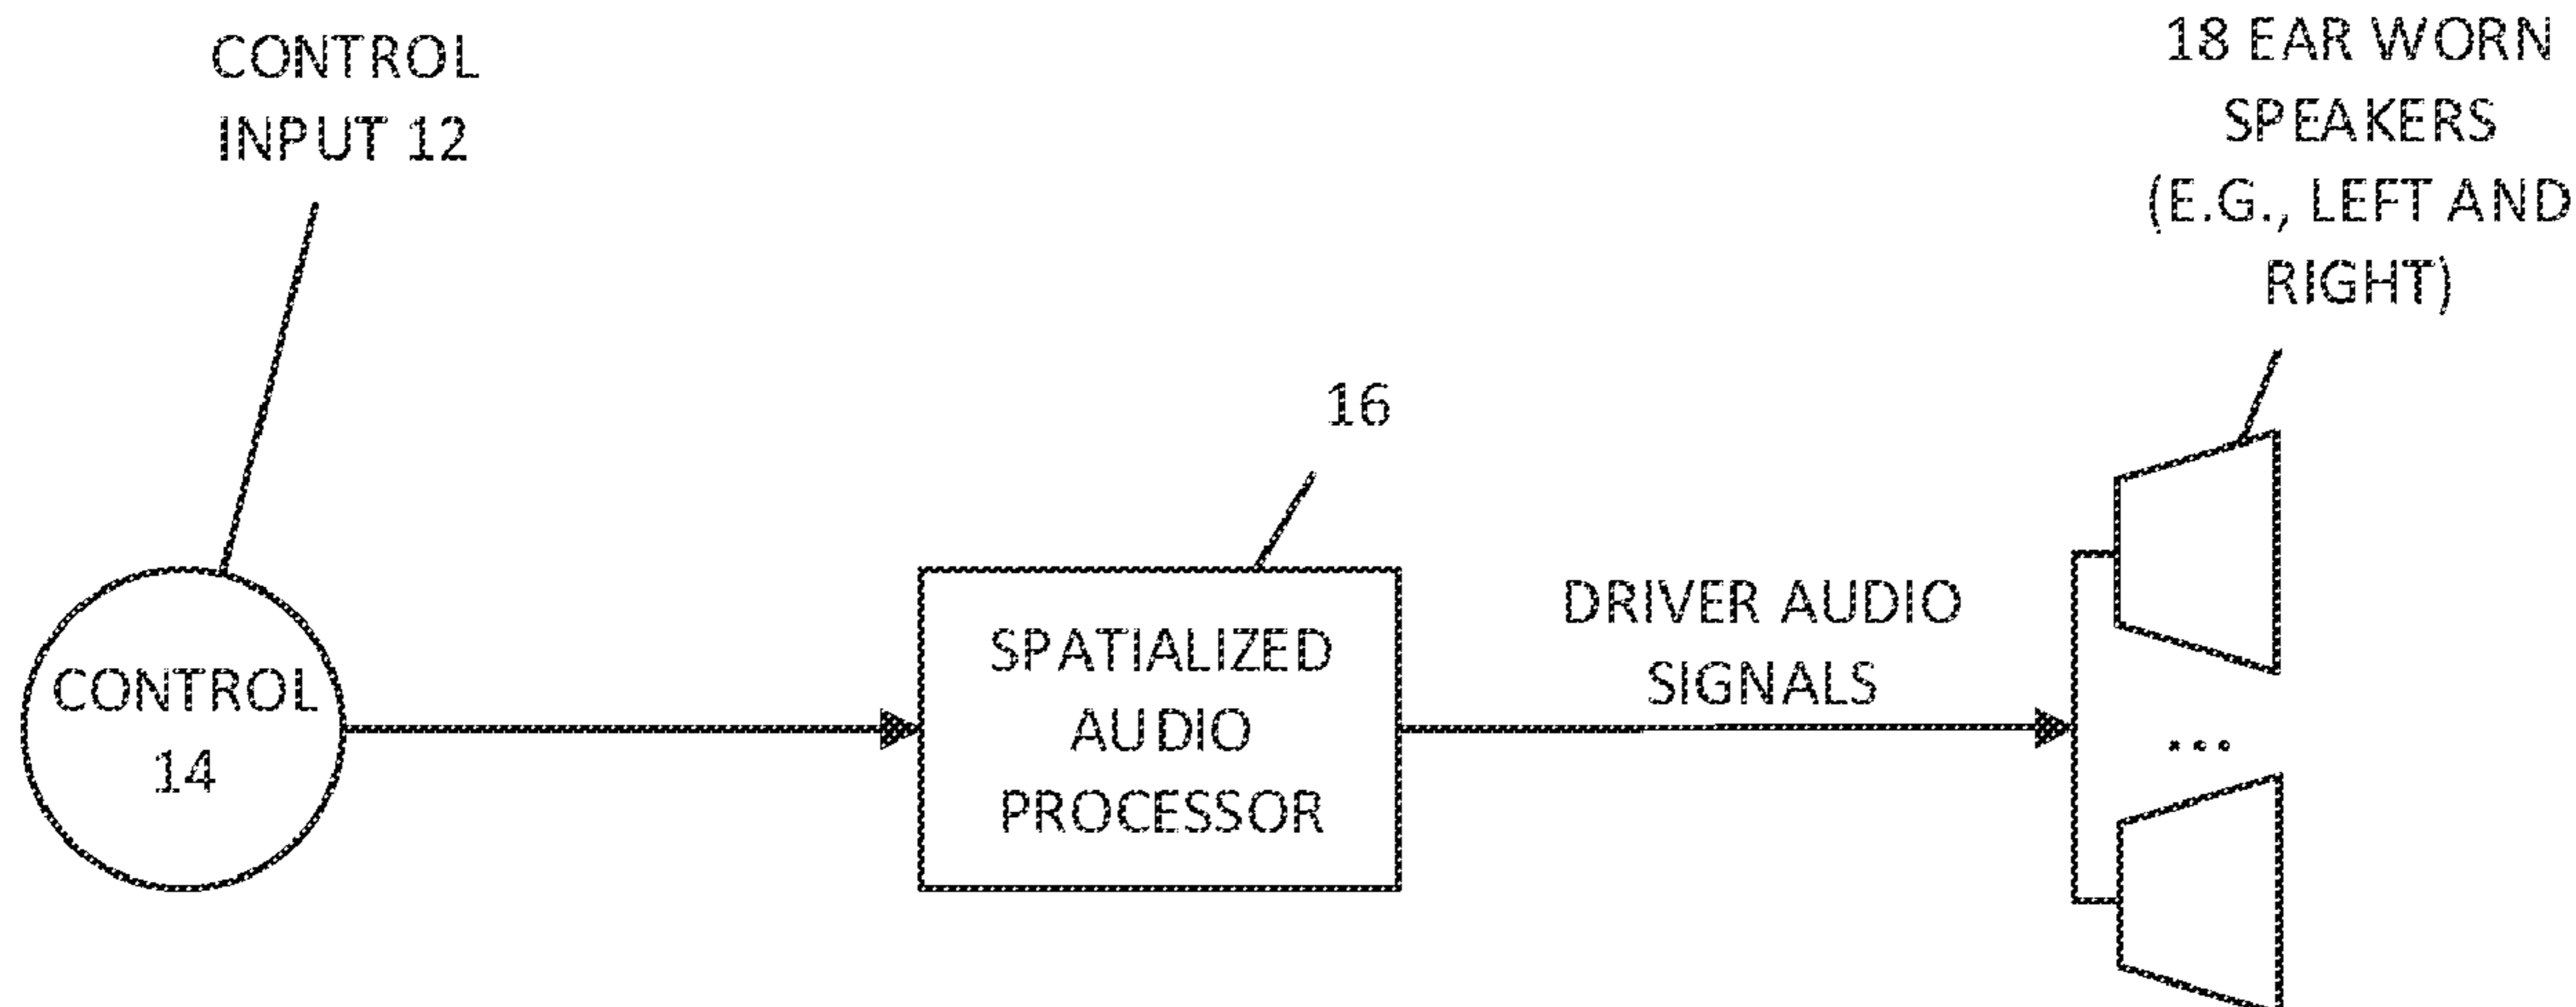 CONTROL
INPUT 12
18 EAR WORN
SPEAKERS
(E.G., LEFT AND
RIGHT)
16
CONTROL
14
SPATIALIZED
AUDIO
PROCESSOR
DRIVER AUDIO
SIGNALS
...